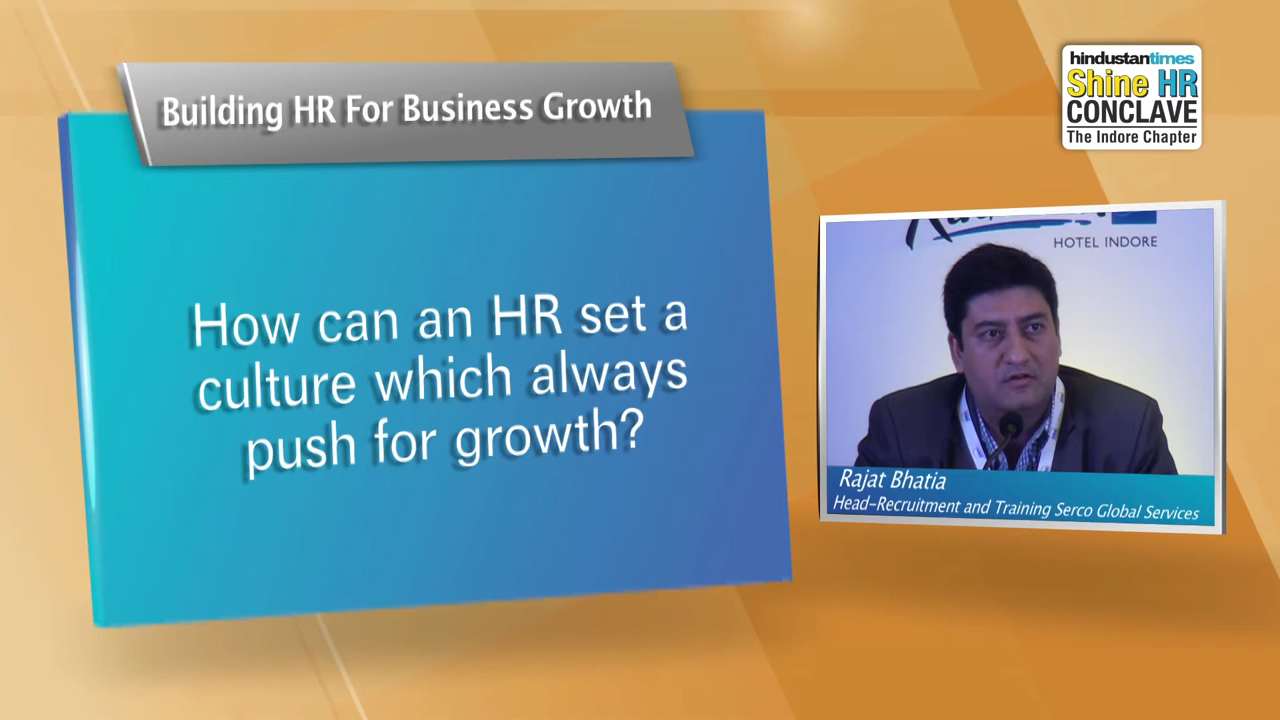 Building HR For Business Growth
hindustantimes
Shine HR
CONCLAVE
The Indore Chapter
How can an HR set a
culture which always
push for growth?
HOTEL INDORE
Rajat Bhatia
Head-Recruitment and Training Serco Global Services